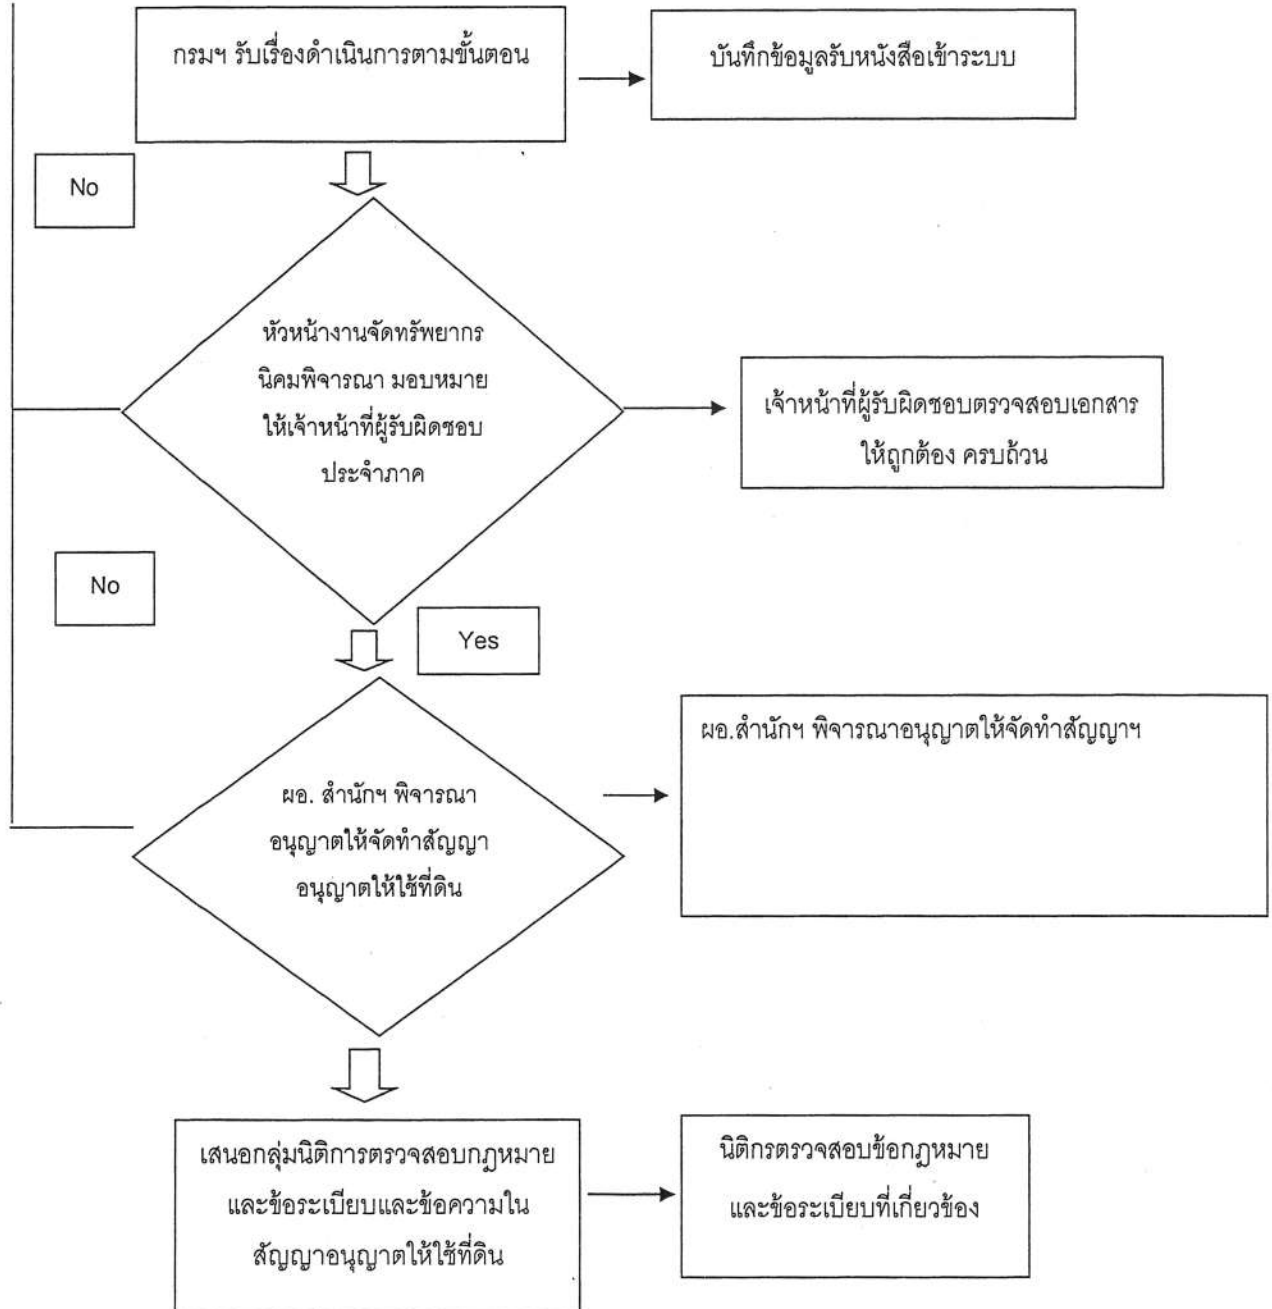 กรมฯ รับเรื่องดำเนินการตามขั้นตอน
บันทึกข้อมูลรับหนังสือเข้าระบบ
No
หัวหน้างานจัดทรัพยากร
นิคมพิจารณา มอบหมาย
ให้เจ้าหน้าที่ผู้รับผิดชอบ
ประจำภาค
เจ้าหน้าที่ผู้รับผิดชอบตรวจสอบเอกสาร
ให้ถูกต้อง ครบถ้วน
No
Yes
ผอ. สำนักฯ พิจารณา
อนุญาตให้จัดทำสัญญา
อนุญาตให้ใช้ที่ดิน
ผอ.สำนักฯ พิจารณาอนุญาตให้จัดทำสัญญาฯ
เสนอกลุ่มนิติการตรวจสอบกฎหมาย
และข้อระเบียบและข้อความใน
สัญญาอนุญาตให้ใช้ที่ดิน
นิติกรตรวจสอบข้อกฎหมาย
และข้อระเบียบที่เกี่ยวข้อง